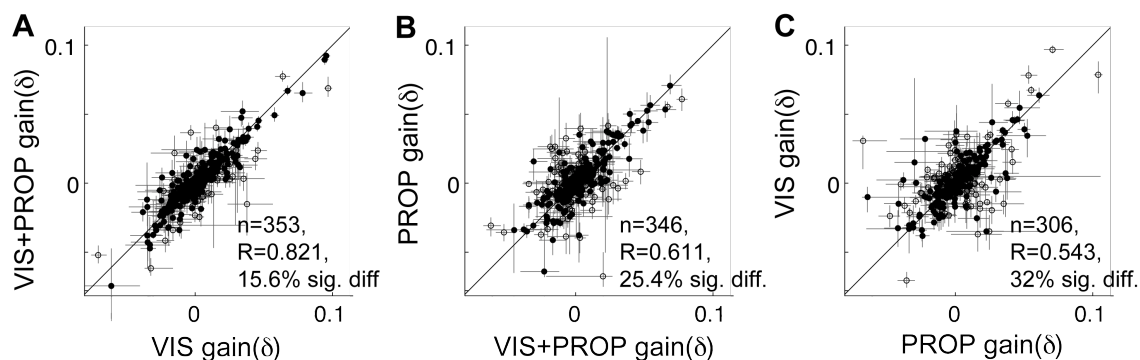 A
0.1
0
VIS+PROP gain(δ)
n=353,
R=0.821,
15.6% sig. diff
0
0.1
VIS gain(δ)
B
0.1
0
PROP gain(δ)
n=346,
R=0.611,
25.4% sig. diff.
0
0.1
VIS+PROP gain(δ)
C
0.1
0
VIS gain(δ)
n=306,
R=0.543,
32% sig. diff.
0
0.1
PROP gain(δ)